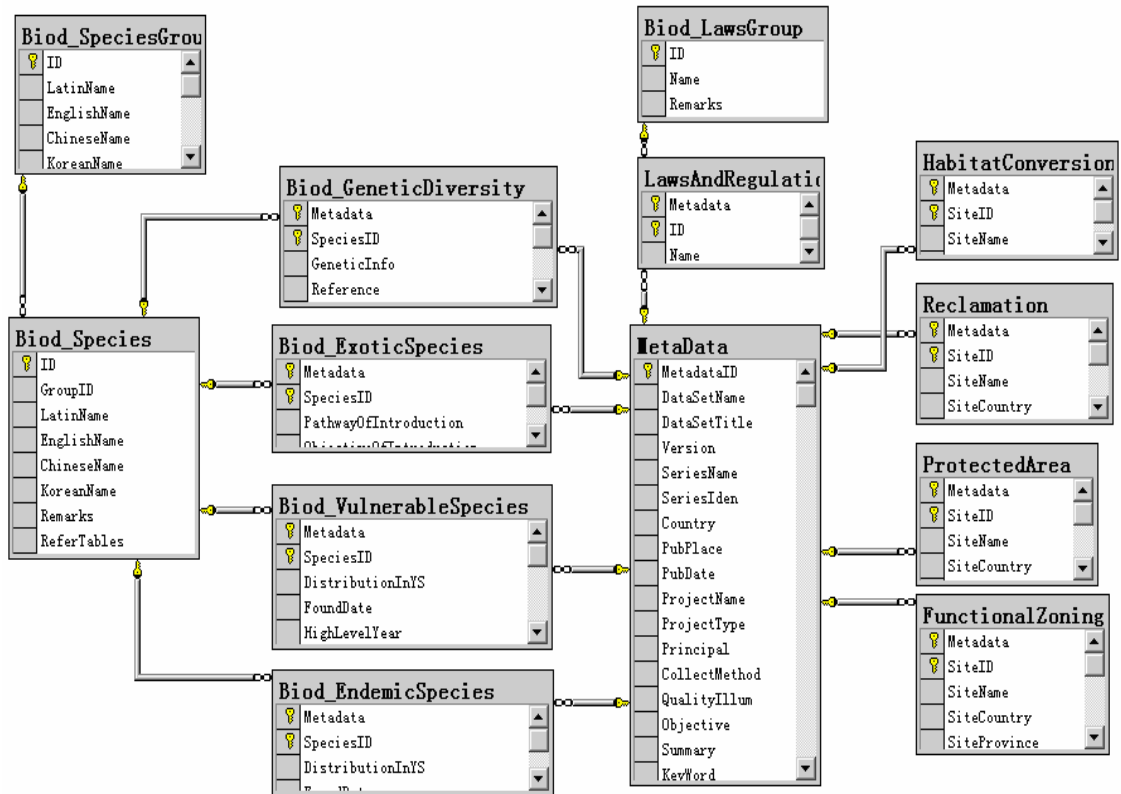 Biod_SpeciesGrou
ID
LatinName
EnglishName
ChineseName
KoreanName
Biod_LawsGroup
ID
Name
Remarks
Biod_GeneticDiversity
Metadata
SpeciesID
GeneticInfo
Reference
LawsAndRegulatic
Metadata
ID
Name
HabitatConversion
Metadata
SiteID
SiteName
Biod_Species
ID
GroupID
LatinName
EnglishName
ChineseName
KoreanName
Remarks
ReferTables
Biod_ExoticSpecies
Metadata
SpeciesID
PathwayOfIntroduction
MetaData
MetadataID
DataSetName
DataSetTitle
Version
SeriesName
SeriesIden
Country
PubPlace
PubDate
ProjectName
ProjectType
Principal
CollectMethod
QualityIllum
Objective
Summary
KeyWord
Reclamation
Metadata
SiteID
SiteName
SiteCountry
Biod_VulnerableSpecies
Metadata
SpeciesID
DistributionInYS
FoundDate
HighLevelYear
ProtectedArea
Metadata
SiteID
SiteName
SiteCountry
Biod_EndemicSpecies
Metadata
SpeciesID
DistributionInYS
FunctionalZoning
Metadata
SiteID
SiteName
SiteCountry
SiteProvince